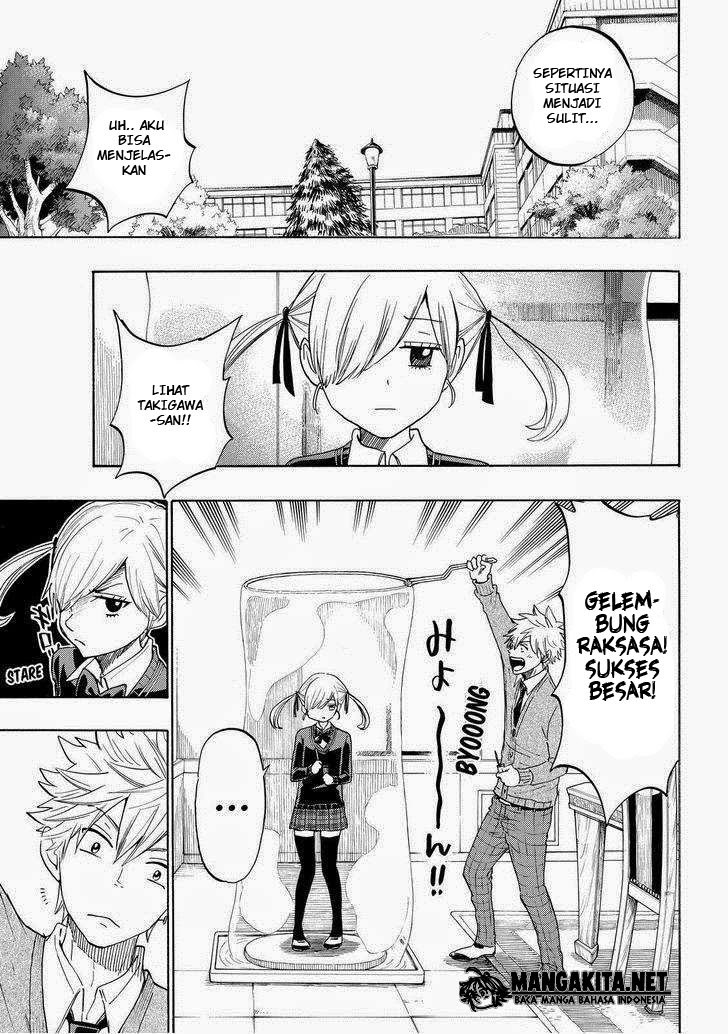 SEPERTINYA
SITUASI
MENJADI
SULIT...
UH.. AKU
BISA
MENJELAS-
KAN
LIHAT
TAKIGAWA
-SAN!!
GELEM-
BUNG
RAKSASA!
SUKSES
BESAR!
みょ〜〜ん!!
BYOOONG
...
STARE
MANGAKITA.NET
BACA MANGA BAHASA INDONESIA